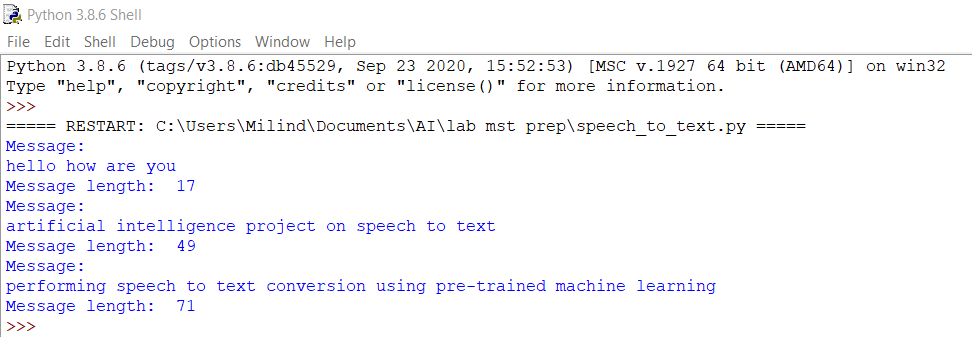 Python 3.8.6 Shell
File Edit Shell Debug Options Window Help
Python 3.8.6 (tags/v3.8.6:db45529, Sep 23 2020, 15:52:53) [MSC v.1927 64 bit (AMD64)] on win32
Type "help", "copyright", "credits" or "license()" for more information.
>>>
===== RESTART: C:\Users\Milind\Documents\AI\lab mst prep\speech_to_text.py =====
Message:
hello how are you
Message length:  17
Message:
artificial intelligence project on speech to text
Message length:  49
Message:
performing speech to text conversion using pre-trained machine learning
Message length:  71
>>>